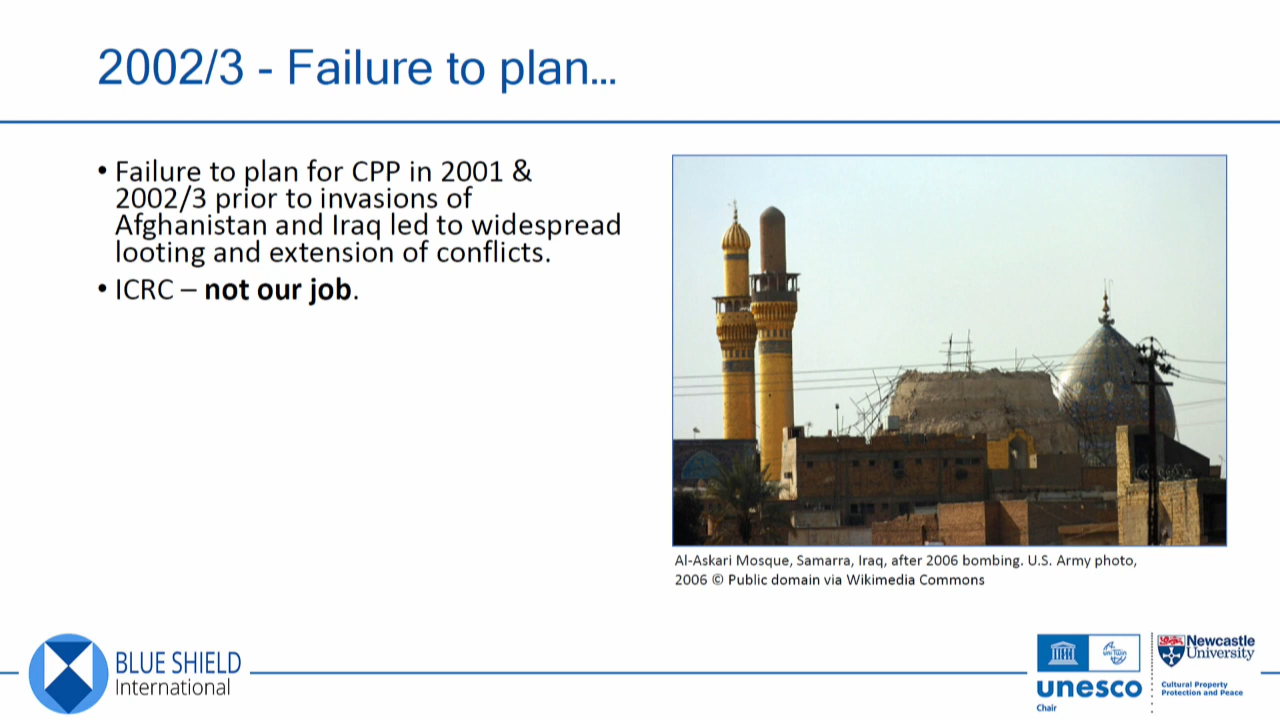 2002/3 - Failure to plan…
• Failure to plan for CPP in 2001 &
2002/3 prior to invasions of
Afghanistan and Iraq led to widespread
looting and extension of conflicts.
• ICRC – not our job.
Al-Askari Mosque, Samarra, Iraq, after 2006 bombing. U.S. Army photo,
2006 © Public domain via Wikimedia Commons
BLUE SHIELD
International
uni Twin
unesco
Chair
Newcastle
University
Cultural Property
Protection and Peace